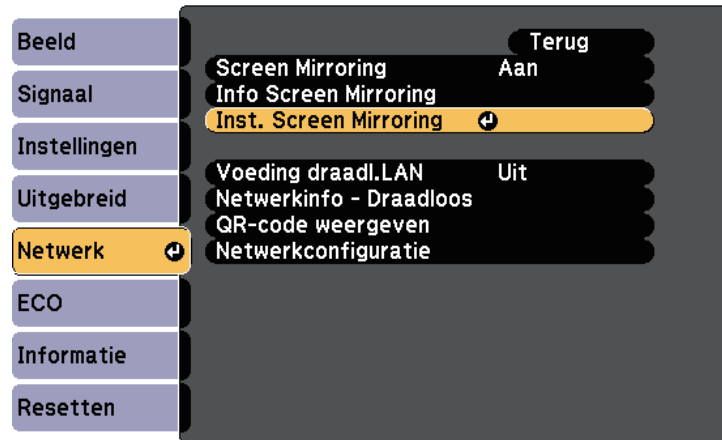 Beeld
Signaal
Instellingen
Uitgebreid
Netwerk
ECO
Informatie
Resetten
Terug
Screen Mirroring Aan
Info Screen Mirroring
Inst. Screen Mirroring
Voeding draadl.LAN Uit
Netwerkinfo - Draadloos
QR-code weergeven
Netwerkconfiguratie